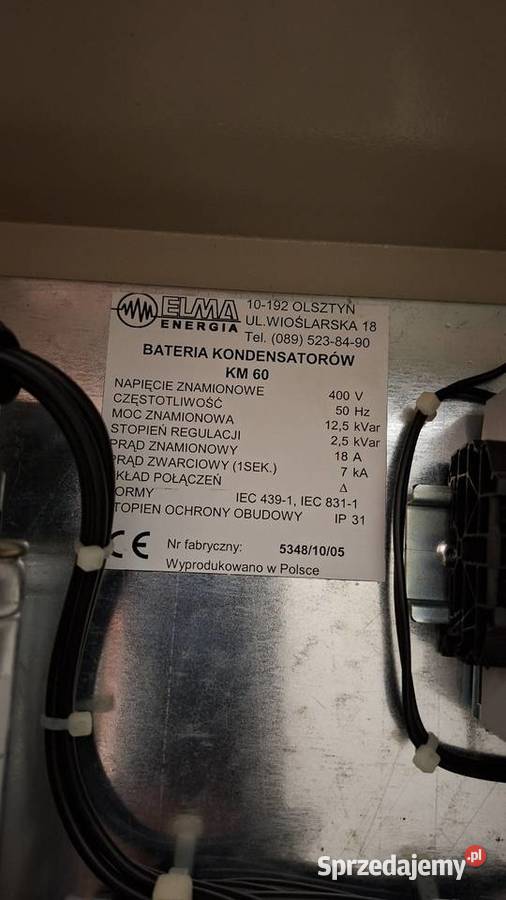 ELMA
ENERGIA
10-192 OLSZTYN
UL.WIOŚLARSKA 18
Tel. (089) 523-84-90
BATERIA KONDENSATORÓW
KM 60
NAPIĘCIE ZNAMIONOWE 400 V
CZĘSTOTLIWOŚĆ 50 Hz
MOC ZNAMIONOWA 12,5 kVar
STOPIEŃ REGULACJI 2,5 kVar
PRĄD ZNAMIONOWY 18 A
PRĄD ZWARCIOWY (1SEK.) 7 kA
KŁAD POŁĄCZEŃ Δ
ORMY IEC 439-1, IEC 831-1
TOPIEN OCHRONY OBUDOWY IP 31
CE Nr fabryczny: 5348/10/05
Wyprodukowano w Polsce
Sprzedajemy.pl